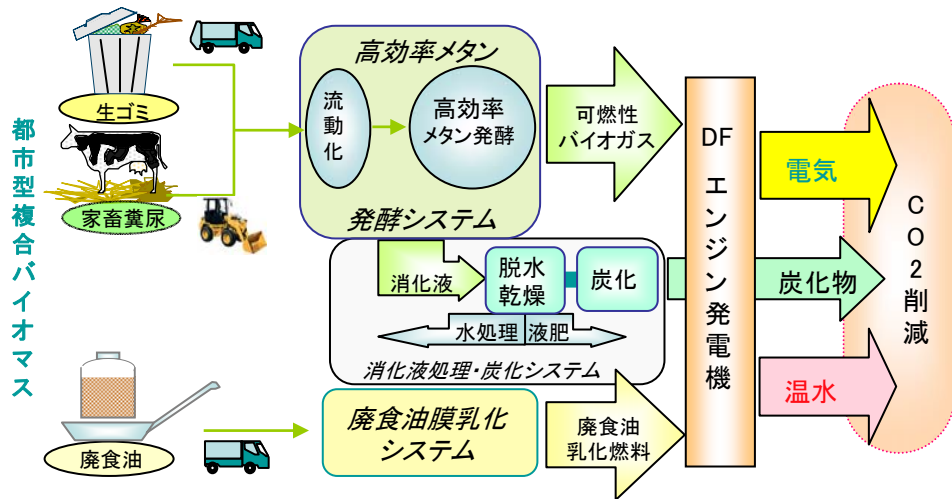 都市型複合バイオマス
生ゴミ
家畜糞尿
廃食油
高効率メタン
流動化
高効率
メタン発酵
発酵システム
消化液
脱水
乾燥
炭化
水処理
液肥
消化液処理・炭化システム
廃食油膜乳化
システム
可燃性
バイオガス
廃食油
乳化燃料
DF エンジン発電機
電気
炭化物
温水
CO2削減